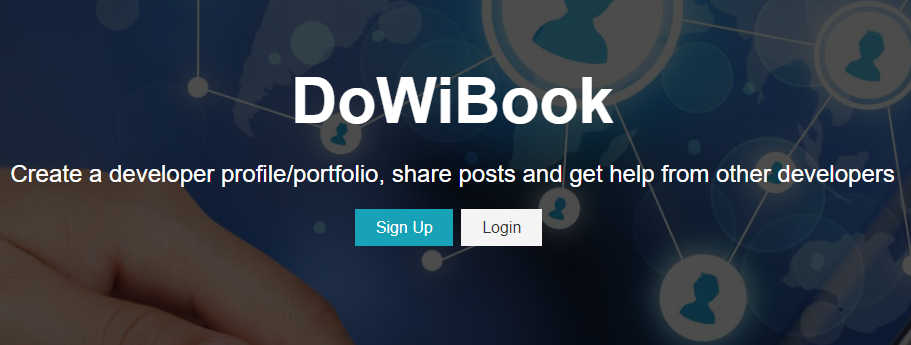 DoWiBook
Create a developer profile/portfolio, share posts and get help from other developers
Sign Up
Login